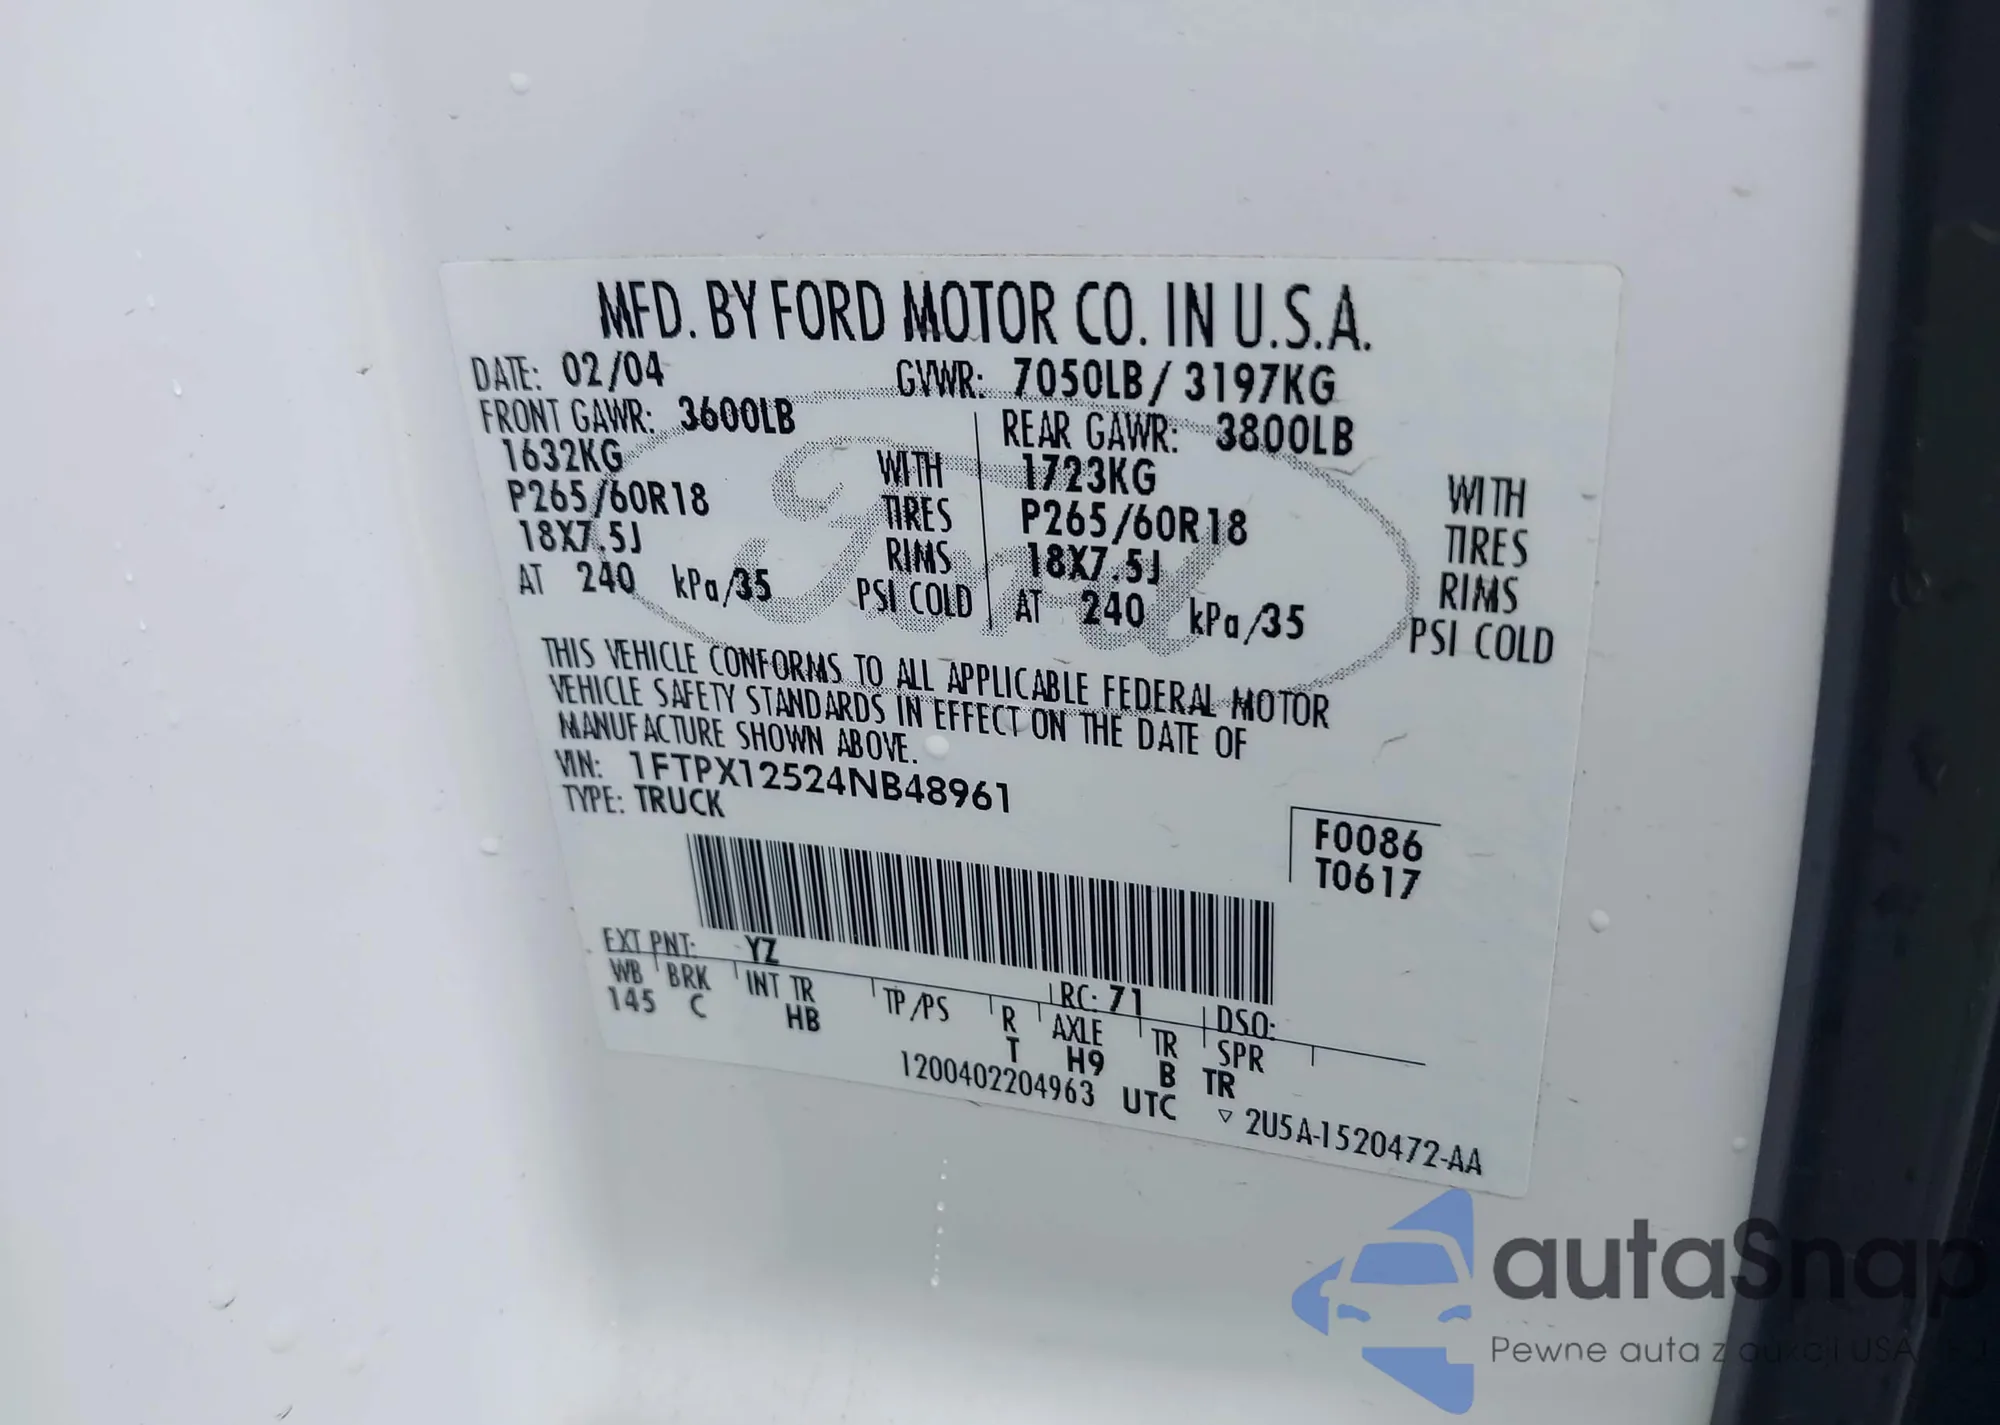 MFD. BY FORD MOTOR CO. IN U.S.A.
DATE: 02/04 GVWR: 7050LB / 3197KG
FRONT GAWR: 3600LB REAR GAWR: 3800LB
1632KG WITH 1723KG WITH
P265/60R18 TIRES P265/60R18 TIRES
18X7.5J RIMS 18X7.5J RIMS
AT 240 kPa/35 PSI COLD AT 240 kPa/35 PSI COLD
Ford
THIS VEHICLE CONFORMS TO ALL APPLICABLE FEDERAL MOTOR
VEHICLE SAFETY STANDARDS IN EFFECT ON THE DATE OF
MANUFACTURE SHOWN ABOVE.
VIN: 1FTPX12524NB48961
TYPE: TRUCK
F0086
T0617
EXT PNT: YZ RC: 71 DSO:
WB BRK INT TR TP/PS R AXLE TR SPR
145 C HB T H9 B TR
1200402204963 UTC ▽ 2U5A-1520472-AA
autaSnap
Pewne auta z aukcji USA